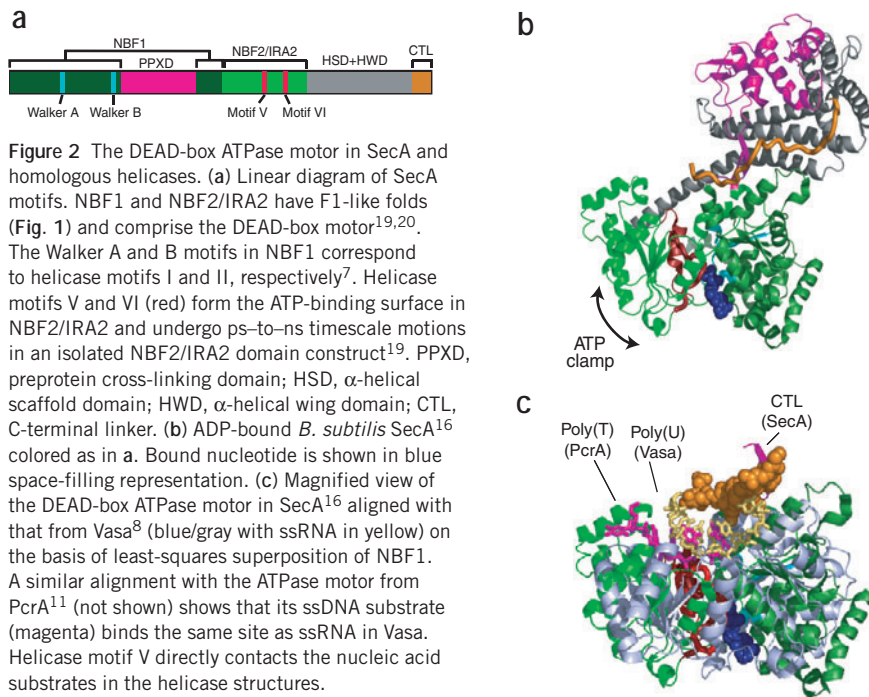 a
NBF1
NBF2/IRA2
CTL
PPXD
HSD+HWD
Walker A
Walker B
Motif V
Motif VI
Figure 2 The DEAD-box ATPase motor in SecA and
homologous helicases. (a) Linear diagram of SecA
motifs. NBF1 and NBF2/IRA2 have F1-like folds
(Fig. 1) and comprise the DEAD-box motor19,20.
The Walker A and B motifs in NBF1 correspond
to helicase motifs I and II, respectively7. Helicase
motifs V and VI (red) form the ATP-binding surface in
NBF2/IRA2 and undergo ps–to–ns timescale motions
in an isolated NBF2/IRA2 domain construct19. PPXD,
preprotein cross-linking domain; HSD, α-helical
scaffold domain; HWD, α-helical wing domain; CTL,
C-terminal linker. (b) ADP-bound B. subtilis SecA16
colored as in a. Bound nucleotide is shown in blue
space-filling representation. (c) Magnified view of
the DEAD-box ATPase motor in SecA16 aligned with
that from Vasa8 (blue/gray with ssRNA in yellow) on
the basis of least-squares superposition of NBF1.
A similar alignment with the ATPase motor from
PcrA11 (not shown) shows that its ssDNA substrate
(magenta) binds the same site as ssRNA in Vasa.
Helicase motif V directly contacts the nucleic acid
substrates in the helicase structures.
b
ATP
clamp
c
Poly(T)
(PcrA)
Poly(U)
(Vasa)
CTL
(SecA)